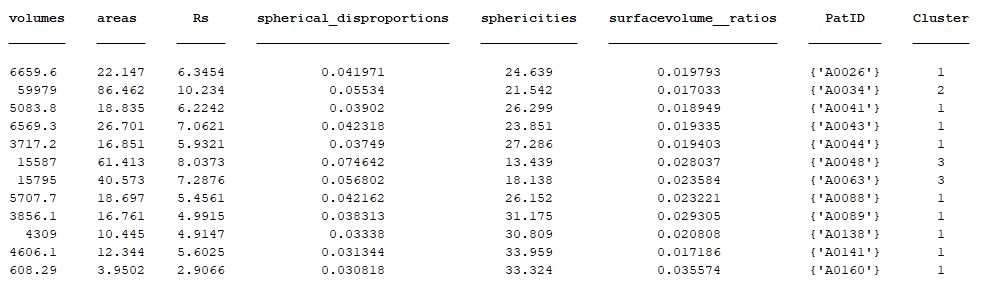 volumes areas Rs spherical_disproportions sphericities surfacevolume__ratios PatID Cluster
6659.6 22.147 6.3454 0.041971 24.639 0.019793 {'A0026'} 1
59979 86.462 10.234 0.05534 21.542 0.017033 {'A0034'} 2
5083.8 18.835 6.2242 0.03902 26.299 0.018949 {'A0041'} 1
6569.3 26.701 7.0621 0.042318 23.851 0.019335 {'A0043'} 1
3717.2 16.851 5.9321 0.03749 27.286 0.019403 {'A0044'} 1
15587 61.413 8.0373 0.074642 13.439 0.028037 {'A0048'} 3
15795 40.573 7.2876 0.056802 18.138 0.023584 {'A0063'} 3
5707.7 18.697 5.4561 0.042162 26.152 0.023221 {'A0088'} 1
3856.1 16.761 4.9915 0.038313 31.175 0.029305 {'A0089'} 1
4309 10.445 4.9147 0.03338 30.809 0.020808 {'A0138'} 1
4606.1 12.344 5.6025 0.031344 33.959 0.017186 {'A0141'} 1
608.29 3.9502 2.9066 0.030818 33.324 0.035574 {'A0160'} 1